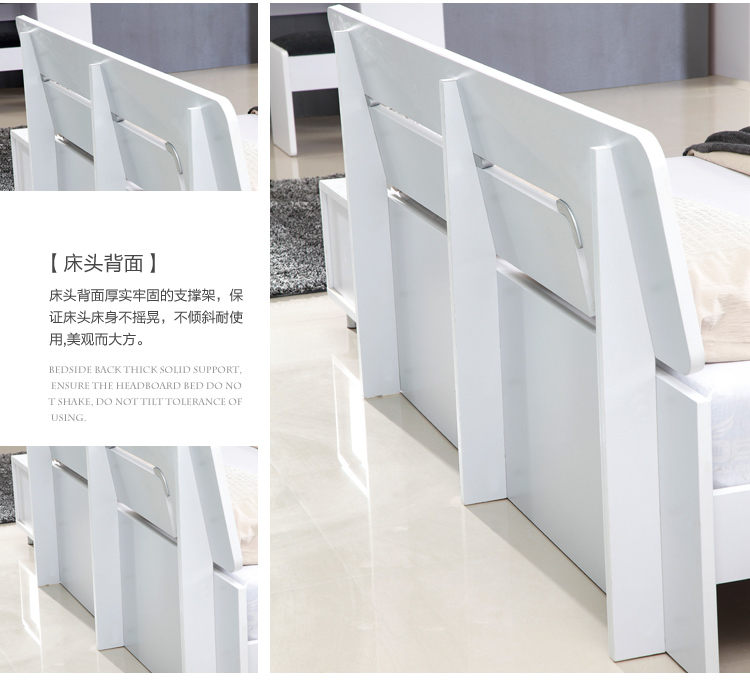 【 床头背面 】
床头背面厚实牢固的支撑架，保
证床头床身不摇晃，不倾斜耐使
用,美观而大方。
BEDSIDE BACK THICK SOLID SUPPORT,
ENSURE THE HEADBOARD BED DO NO
T SHAKE, DO NOT TILT TOLERANCE OF
USING.